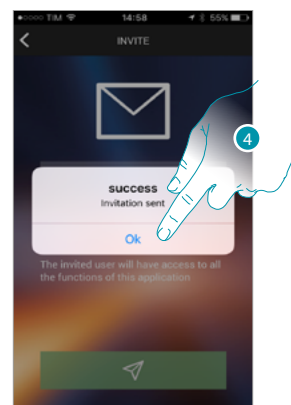 TIM 14:58 55%
INVITE
success
Invitation sent
Ok
4
The invited user will have access to all
the functions of this application